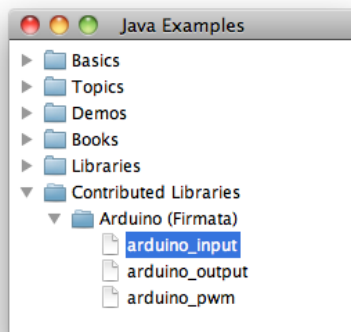 Java Examples
Basics
Topics
Demos
Books
Libraries
Contributed Libraries
Arduino (Firmata)
arduino_input
arduino_output
arduino_pwm